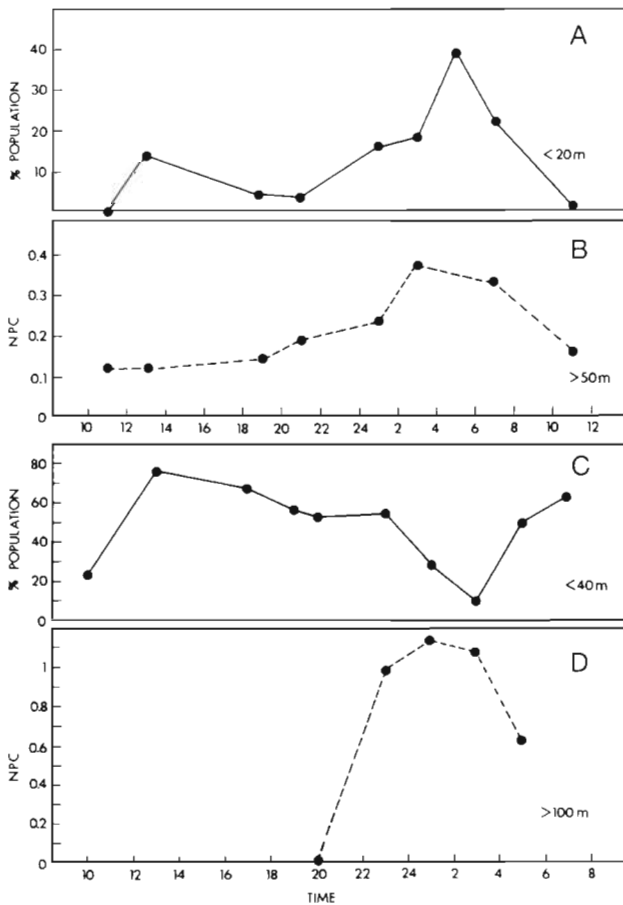 A
% POPULATION
40
30
20
10
<20m
B
NPC
0.4
0.3
0.2
0.1
0
>50m
10 12 14 16 18 20 22 24 2 4 6 8 10 12
C
% POPULATION
80
60
40
20
0
<40m
D
NPC
1
0.8
0.6
0.4
0.2
0
>100m
10 12 14 16 18 20 22 24 2 4 6 8
TIME